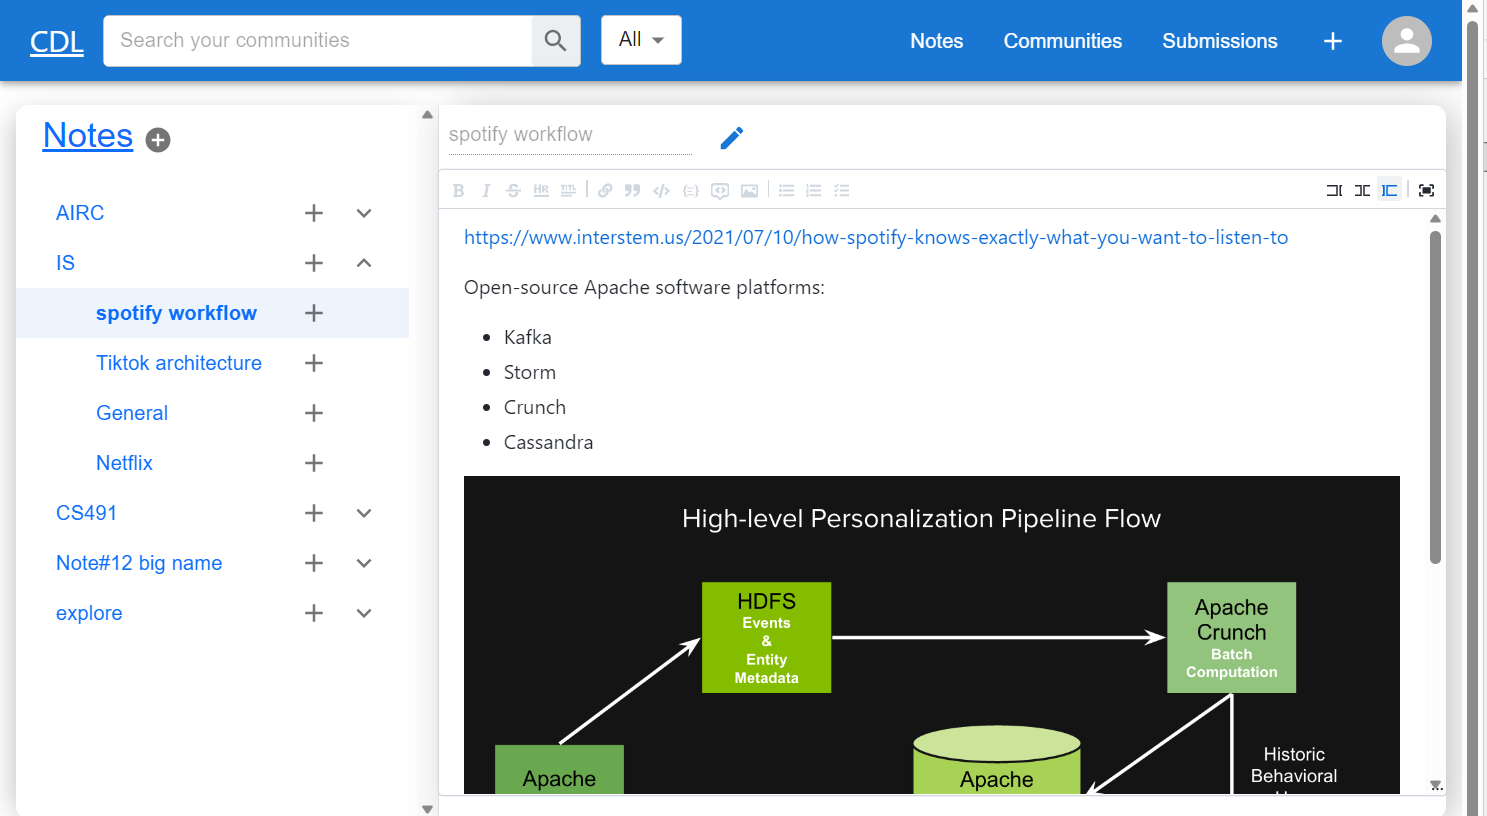 CDL
Search your communities
All
Notes
Communities
Submissions
Notes
AIRC
IS
spotify workflow
Tiktok architecture
General
Netflix
CS491
Note#12 big name
explore
spotify workflow
B I S HR
https://www.interstem.us/2021/07/10/how-spotify-knows-exactly-what-you-want-to-listen-to
Open-source Apache software platforms:
• Kafka
• Storm
• Crunch
• Cassandra
High-level Personalization Pipeline Flow
HDFS
Events
&
Entity
Metadata
Apache
Crunch
Batch
Computation
Apache
Apache
Historic
Behavioral